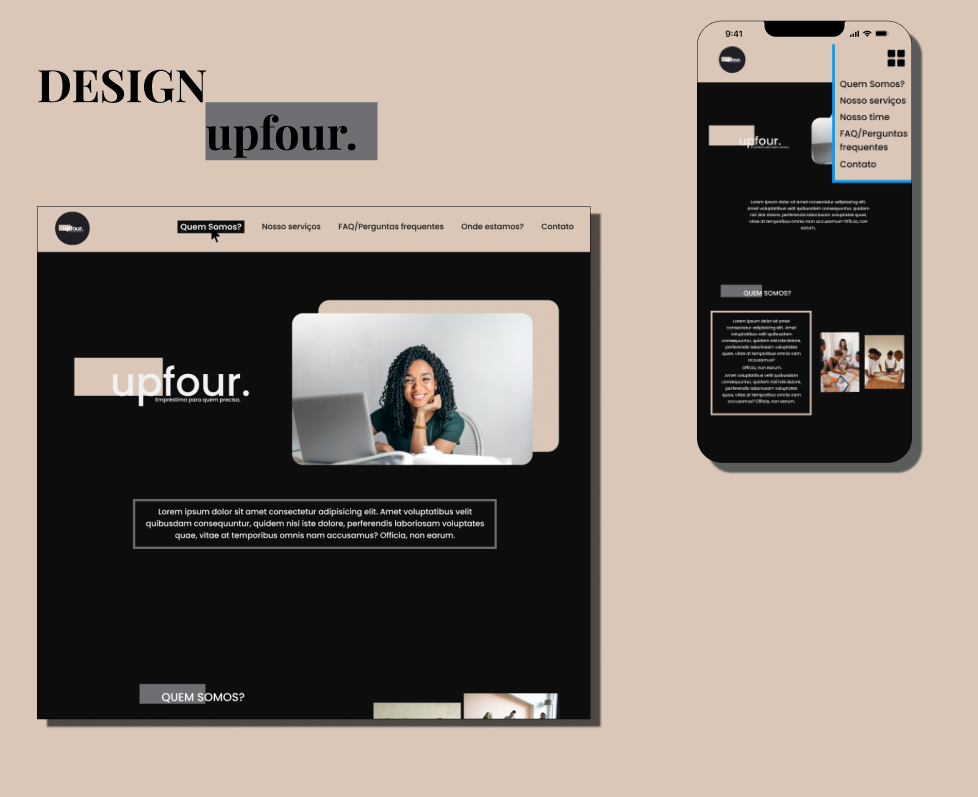 DESIGN
upfour.
upfour.
Quem Somos?
Nosso serviços
FAQ/Perguntas frequentes
Onde estamos?
Contato
upfour.
Empréstimo para quem precisa.
Lorem ipsum dolor sit amet consectetur adipisicing elit. Amet voluptatibus velit
quibusdam consequuntur, quidem nisi iste dolore, perferendis laboriosam voluptates
quae, vitae at temporibus omnis nam accusamus? Officia, non earum.
QUEM SOMOS?
9:41
Quem Somos?
Nosso serviços
Nosso time
FAQ/Perguntas
frequentes
Contato
upfour.
Empréstimo para quem precisa.
Lorem ipsum dolor sit amet consectetur adipisicing elit.
Amet voluptatibus velit quibusdam consequuntur, quidem
nisi iste dolore, perferendis laboriosam voluptates quae,
vitae at temporibus omnis nam accusamus? Officia, non
earum.
QUEM SOMOS?
Lorem ipsum dolor sit amet
consectetur adipisicing elit. Amet
voluptatibus velit quibusdam
consequuntur, quidem nisi iste dolore,
perferendis laboriosam voluptates
quae, vitae at temporibus omnis nam
accusamus?
Officia, non earum.
Amet voluptatibus velit quibusdam
consequuntur, quidem nisi iste dolore,
perferendis laboriosam voluptates
quae, vitae at temporibus omnis nam
accusamus? Officia, non earum.